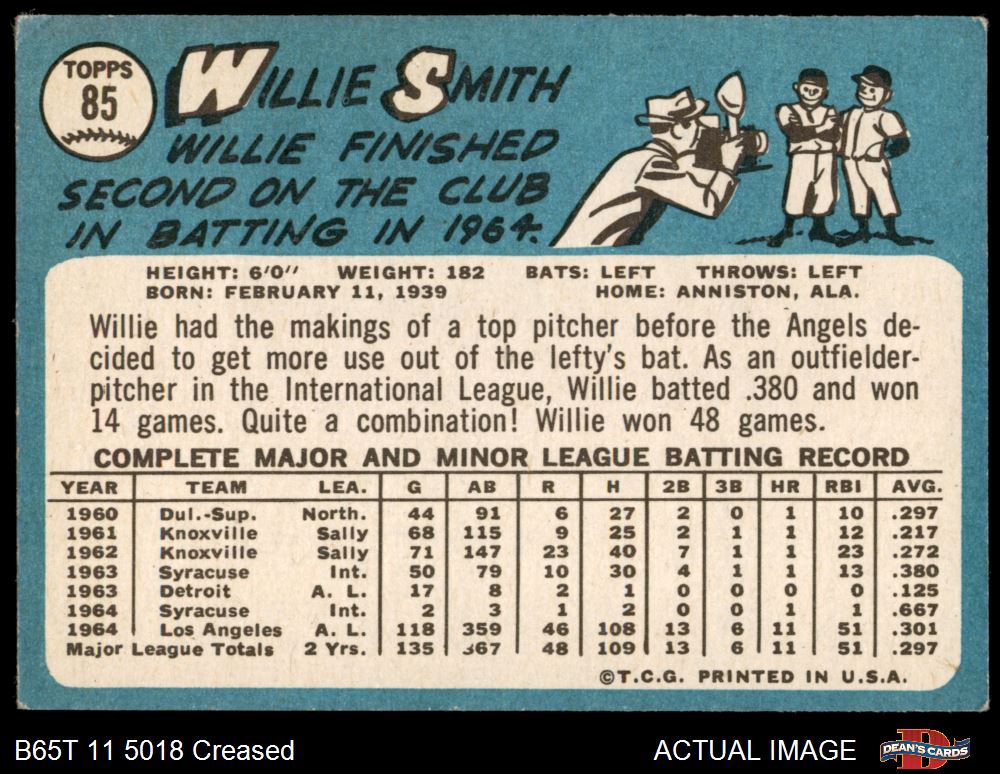 TOPPS
85
WILLIE SMITH
WILLIE FINISHED
SECOND ON THE CLUB
IN BATTING IN 1964.
HEIGHT: 6'0" WEIGHT: 182 BATS: LEFT THROWS: LEFT
BORN: FEBRUARY 11, 1939 HOME: ANNISTON, ALA.
Willie had the makings of a top pitcher before the Angels de-
cided to get more use out of the lefty's bat. As an outfielder-
pitcher in the International League, Willie batted .380 and won
14 games. Quite a combination! Willie won 48 games.
COMPLETE MAJOR AND MINOR LEAGUE BATTING RECORD
YEAR TEAM LEA. G AB R H 2B 3B HR RBI AVG.
1960 Dul.-Sup. North. 44 91 6 27 2 0 1 10 .297
1961 Knoxville Sally 68 115 9 25 2 1 1 12 .217
1962 Knoxville Sally 71 147 23 40 7 1 1 23 .272
1963 Syracuse Int. 50 79 10 30 4 1 1 13 .380
1963 Detroit A. L. 17 8 2 1 0 0 0 0 .125
1964 Syracuse Int. 2 3 1 2 0 0 1 1 .667
1964 Los Angeles A. L. 118 359 46 108 13 6 11 51 .301
Major League Totals 2 Yrs. 135 367 48 109 13 6 11 51 .297
©T.C.G. PRINTED IN U.S.A.
B65T 11 5018 Creased ACTUAL IMAGE DEAN'S CARDS